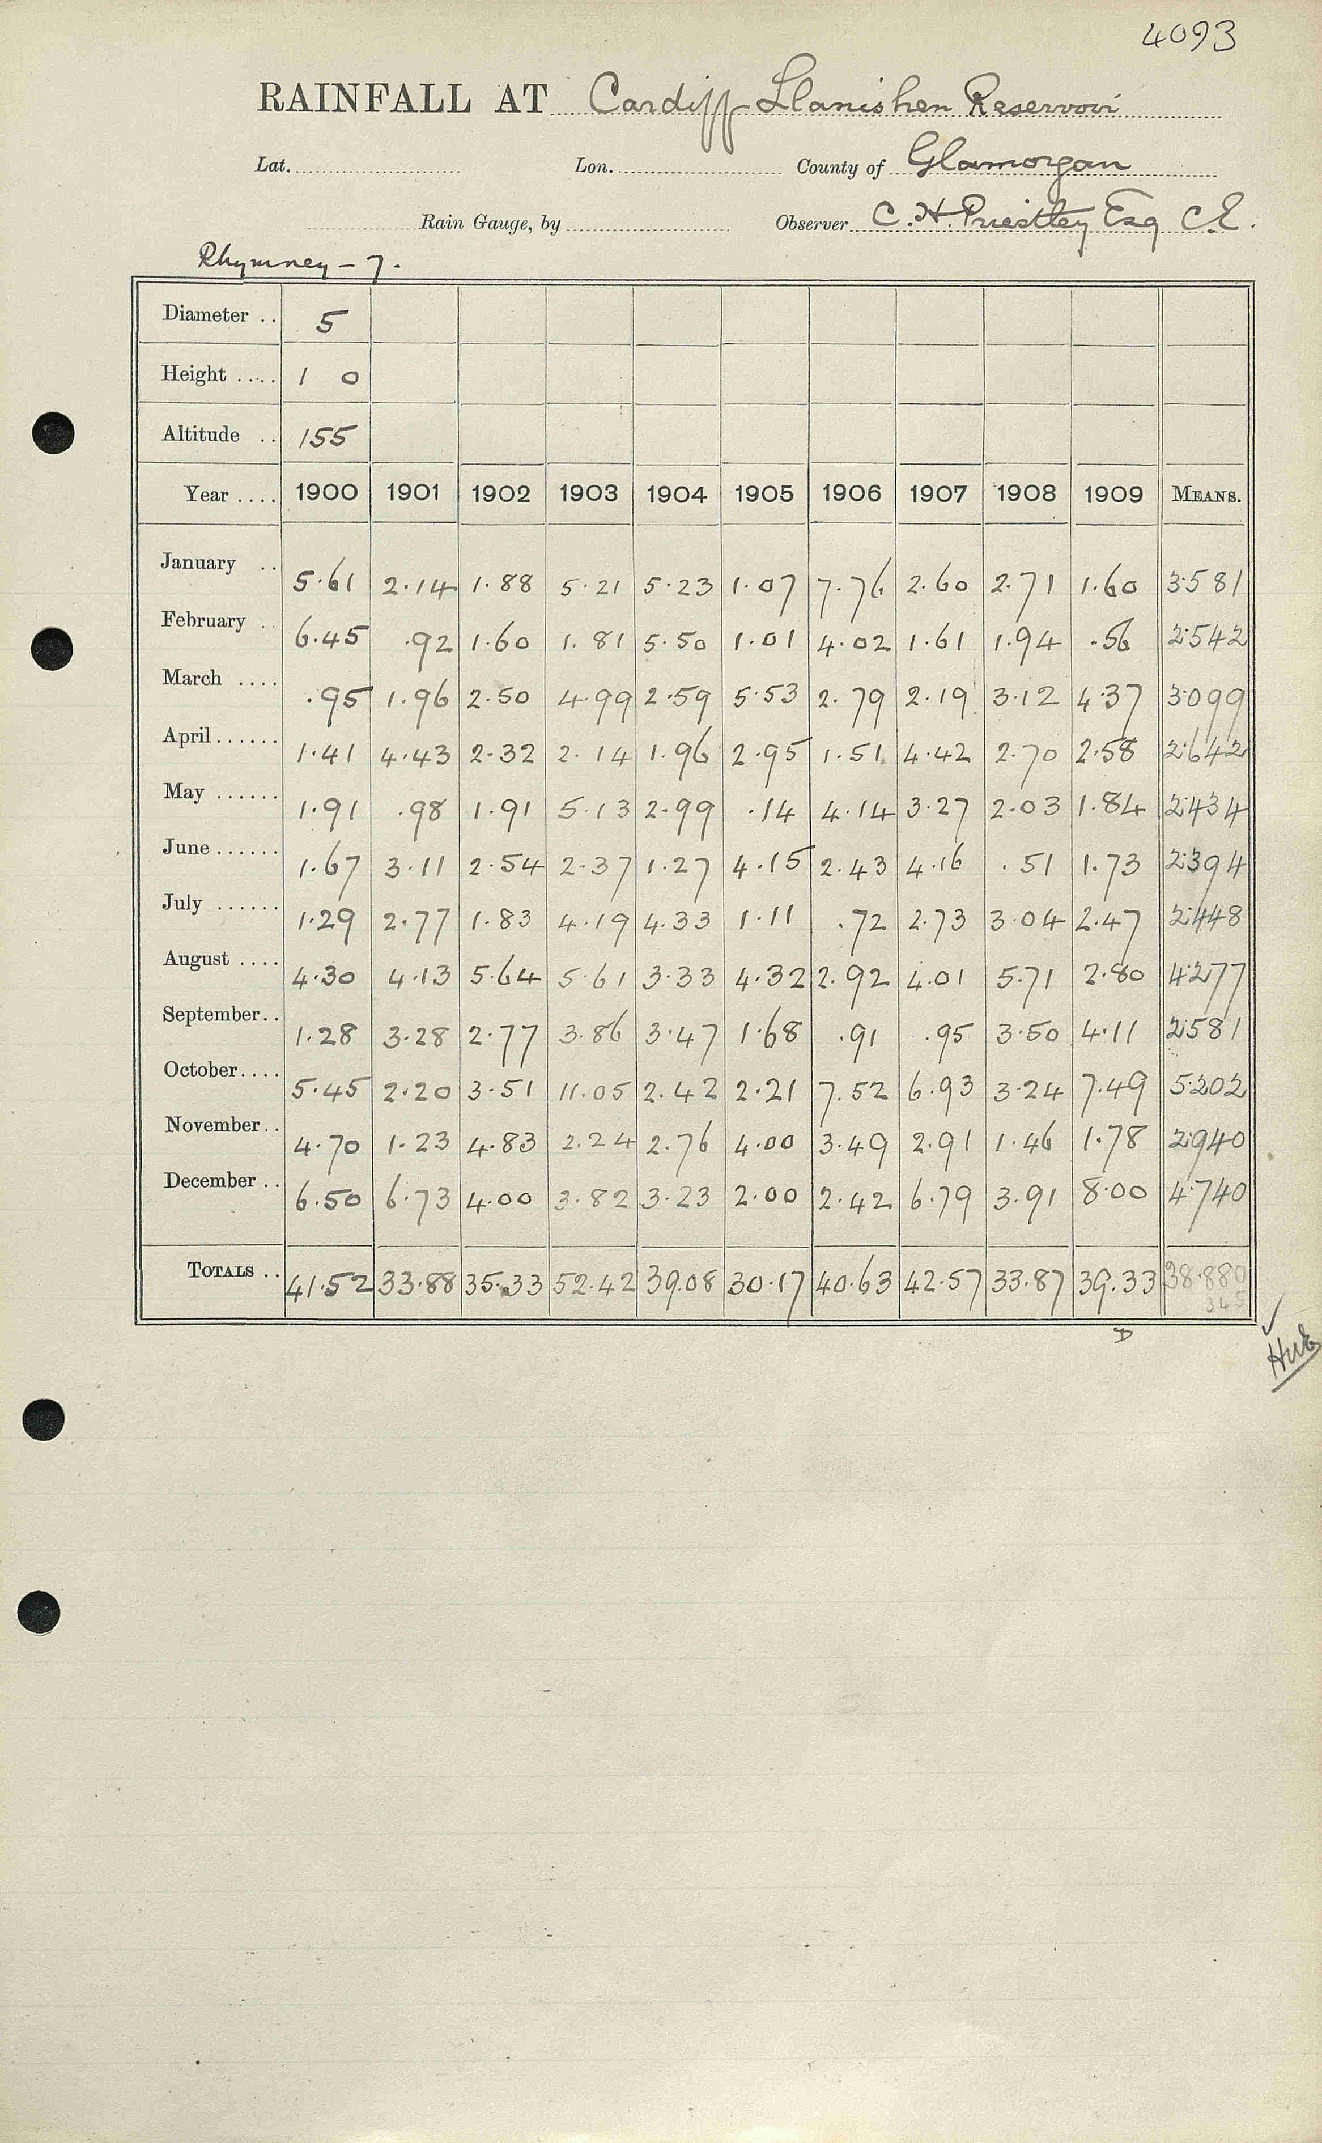 4093
RAINFALL AT Cardiff Llanishen Reservoir
Lat. Lon. County of Glamorgan
Rain Gauge, by Observer C. H. Priestley Esq C.E.
Rhymney - 7.
Diameter .. 5
Height ..... 1 0
Altitude .. 155
Year .... 1900 1901 1902 1903 1904 1905 1906 1907 1908 1909 MEANS.
January .. 5.61 2.14 1.88 5.21 5.23 1.07 7.76 2.60 2.71 1.60 3.581
February . 6.45 .92 1.60 1.81 5.50 1.01 4.02 1.61 1.94 .56 2.542
March .... .95 1.96 2.50 4.99 2.59 5.53 2.79 2.19 3.12 4.37 3.099
April...... 1.41 4.43 2.32 2.14 1.96 2.95 1.51 4.42 2.70 2.58 2.642
May ...... 1.91 .98 1.91 5.13 2.99 .14 4.14 3.27 2.03 1.84 2.434
June...... 1.67 3.11 2.54 2.37 1.27 4.15 2.43 4.16 .51 1.73 2.394
July ...... 1.29 2.77 1.83 4.19 4.33 1.11 .72 2.73 3.04 2.47 2.448
August .... 4.30 4.13 5.64 5.61 3.33 4.32 2.92 4.01 5.71 2.80 4.277
September.. 1.28 3.28 2.77 3.86 3.47 1.68 .91 .95 3.50 4.11 2.581
October.... 5.45 2.20 3.51 11.05 2.42 2.21 7.52 6.93 3.24 7.49 5.202
November.. 4.70 1.23 4.83 2.24 2.76 4.00 3.49 2.91 1.46 1.78 2.940
December .. 6.50 6.73 4.00 3.82 3.23 2.00 2.42 6.79 3.91 8.00 4.740
TOTALS .. 41.52 33.88 35.33 52.42 39.08 30.17 40.63 42.57 33.87 39.33 38.880
D